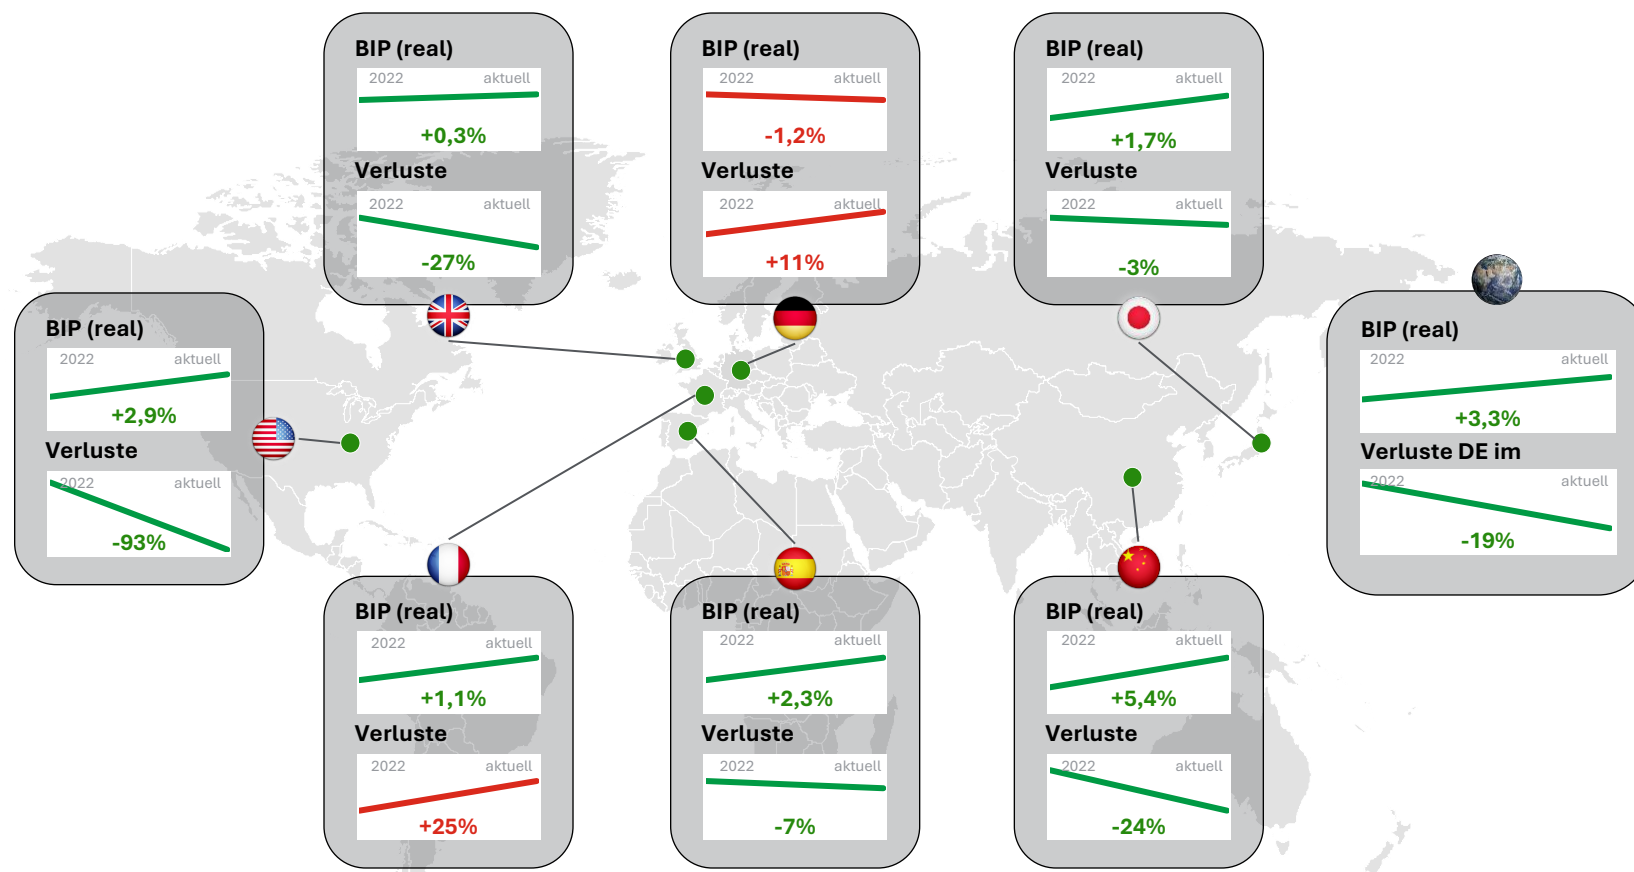 BIP (real)
2022 aktuell
+0,3%
Verluste
2022 aktuell
-27%
BIP (real)
2022 aktuell
-1,2%
Verluste
2022 aktuell
+11%
BIP (real)
2022 aktuell
+1,7%
Verluste
2022 aktuell
-3%
BIP (real)
2022 aktuell
+2,9%
Verluste
2022 aktuell
-93%
BIP (real)
2022 aktuell
+3,3%
Verluste DE im
2022 aktuell
-19%
BIP (real)
2022 aktuell
+1,1%
Verluste
2022 aktuell
+25%
BIP (real)
2022 aktuell
+2,3%
Verluste
2022 aktuell
-7%
BIP (real)
2022 aktuell
+5,4%
Verluste
2022 aktuell
-24%